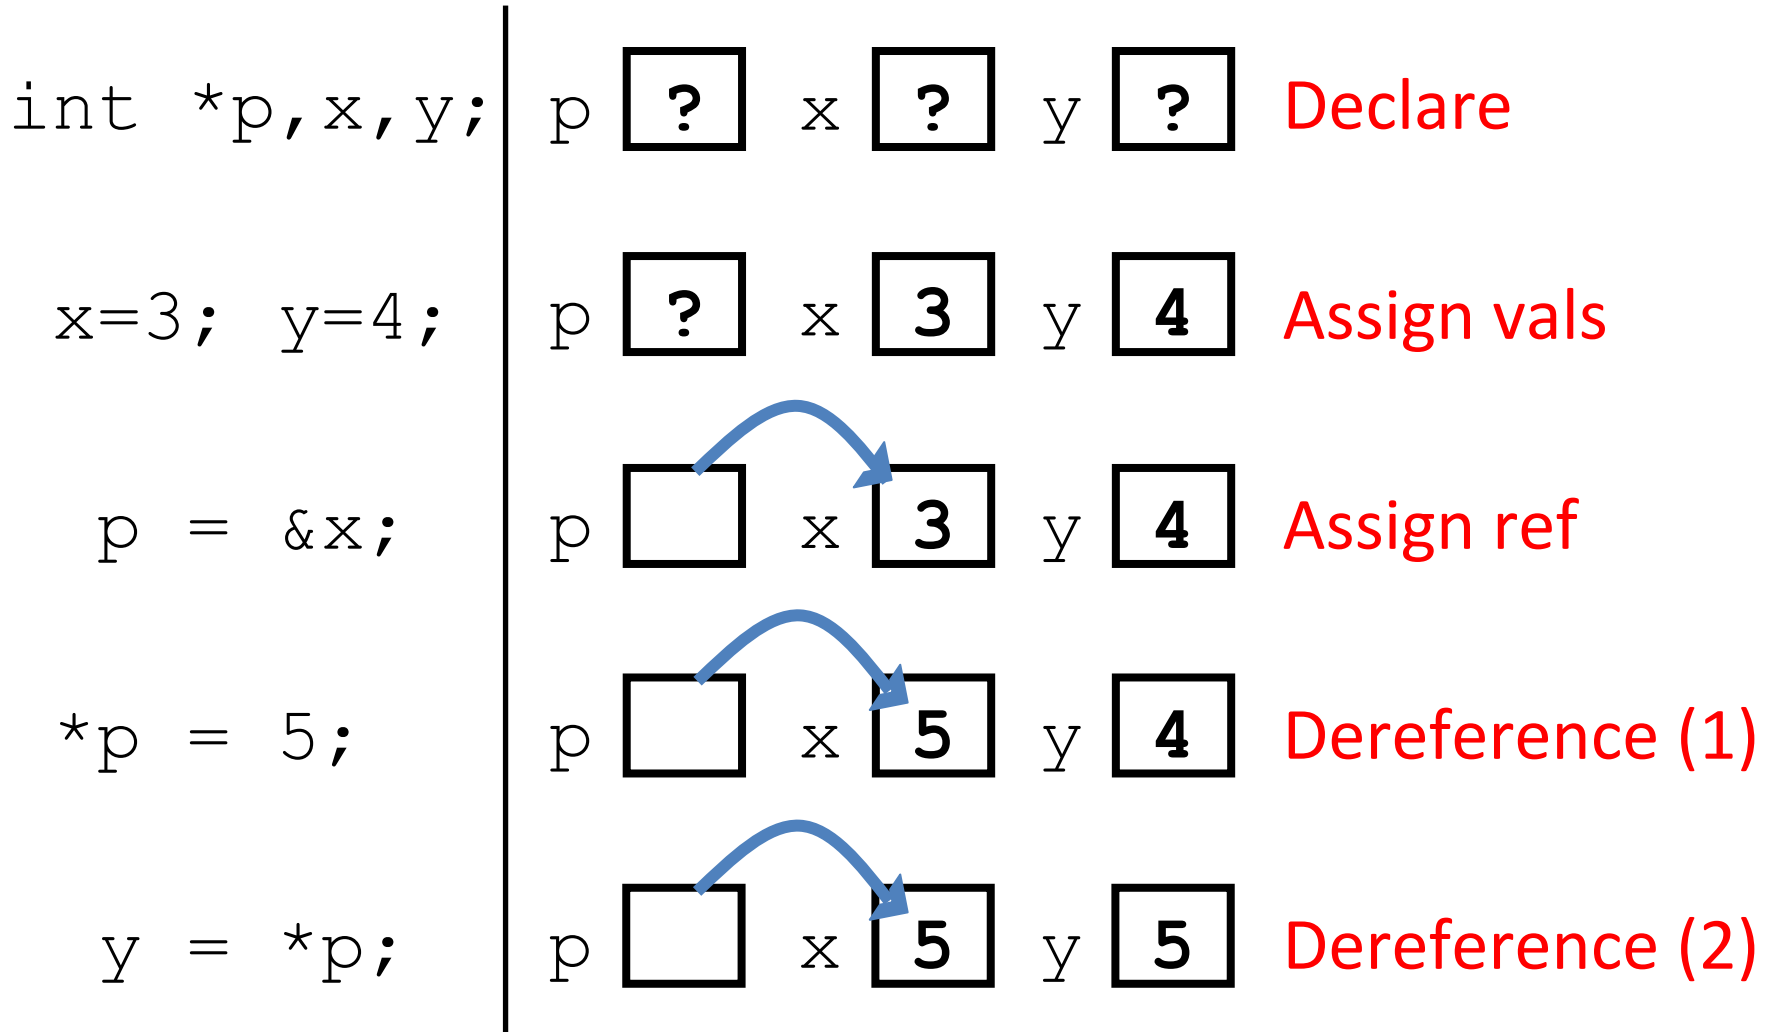 int *p,x,y; p ? x ? y ? Declare
x=3; y=4; p ? x 3 y 4 Assign vals
p = &x; p x 3 y 4 Assign ref
*p = 5; p x 5 y 4 Dereference (1)
y = *p; p x 5 y 5 Dereference (2)